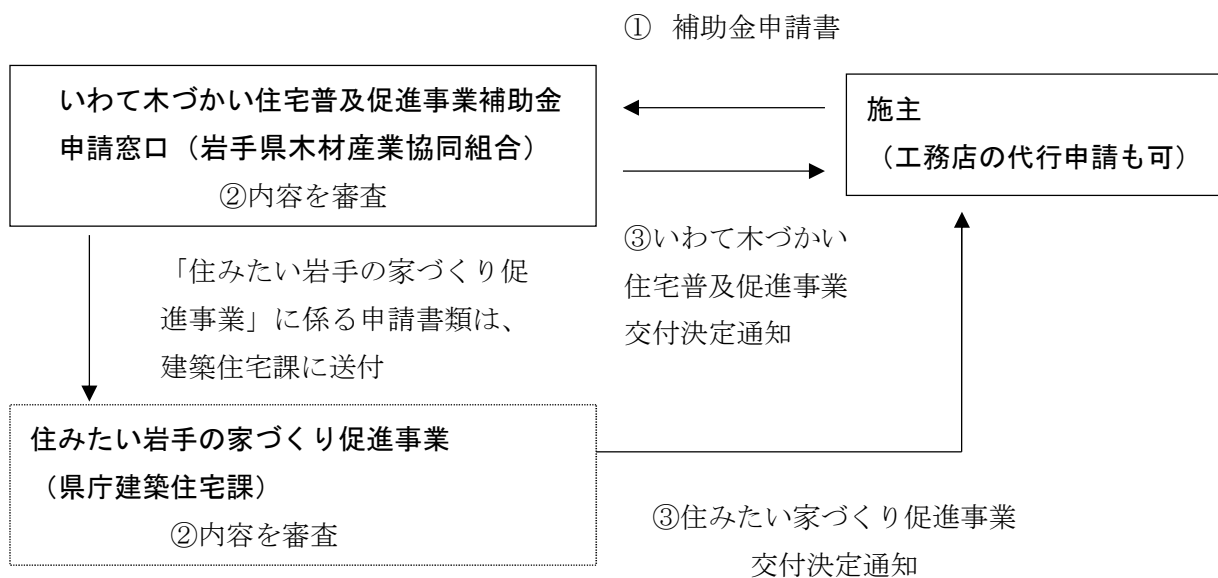 ① 補助金申請書
いわて木づかい住宅普及促進事業補助金
申請窓口（岩手県木材産業協同組合）
②内容を審査
施主
（工務店の代行申請も可）
③いわて木づかい
住宅普及促進事業
交付決定通知
「住みたい岩手の家づくり促
進事業」に係る申請書類は、
建築住宅課に送付
住みたい岩手の家づくり促進事業
（県庁建築住宅課）
②内容を審査
③住みたい家づくり促進事業
交付決定通知